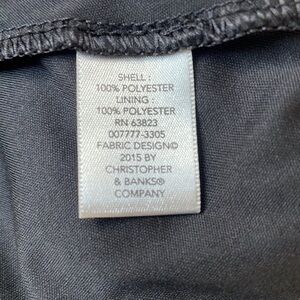 SHELL :
100% POLYESTER
LINING :
100% POLYESTER
RN 63823
007777-3305
FABRIC DESIGN©
2015 BY
CHRISTOPHER
& BANKS®
COMPANY